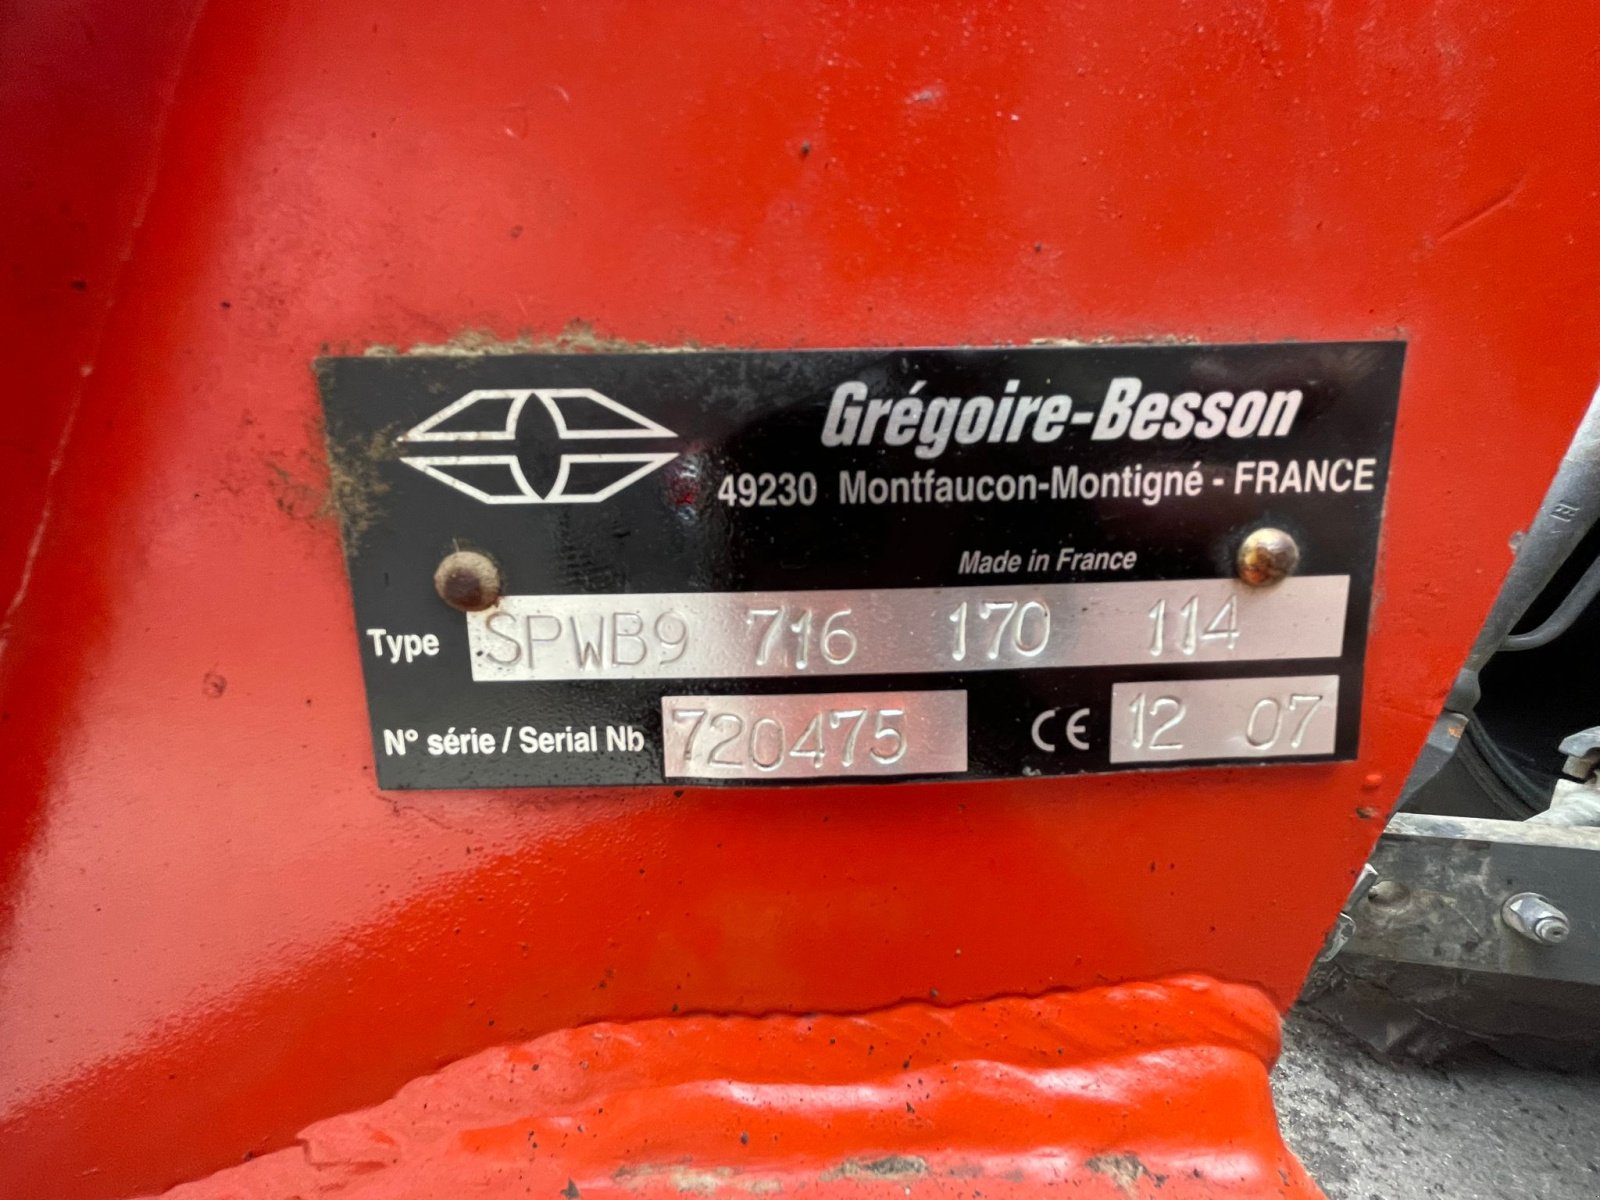 Grégoire-Besson
49230 Montfaucon-Montigné - FRANCE
Made in France
Type SPWB9 716 170 114
N° série / Serial Nb 720475 CE 12 07